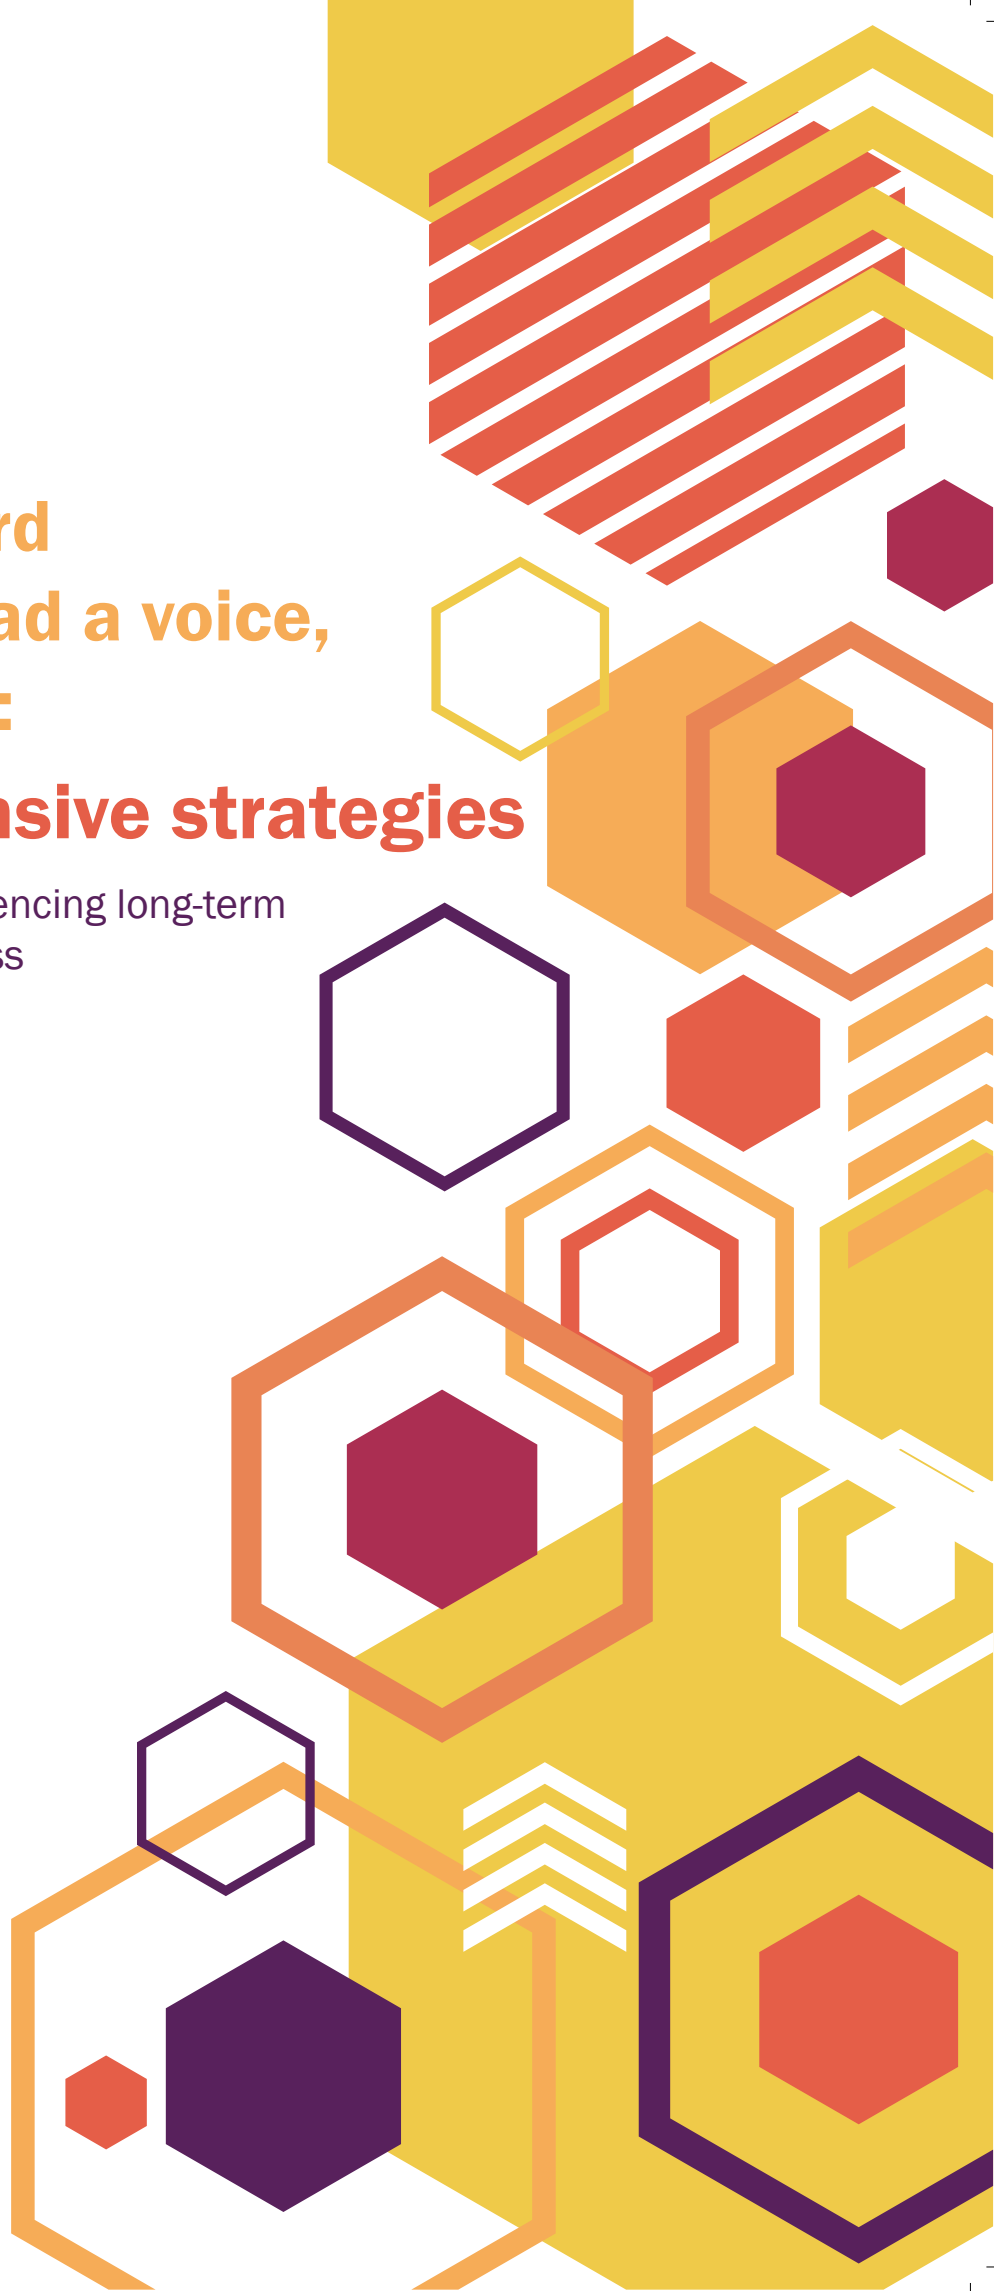 rd
ad a voice,
:
nsive strategies
encing long-term
ss